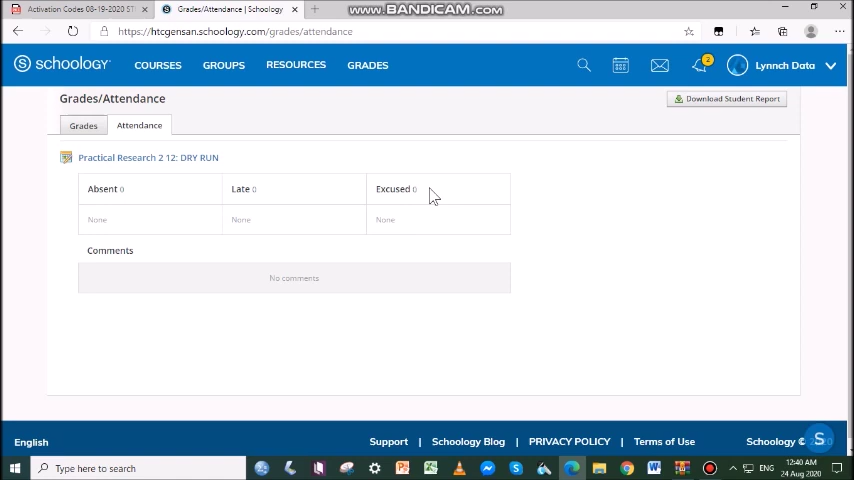 www.BANDICAM.com
Activation Codes 08-19-2020 ST
Grades/Attendance | Schoology
https://htcgensan.schoology.com/grades/attendance
S schoology
COURSES
GROUPS
RESOURCES
GRADES
2
Lynnch Data
Grades/Attendance
Download Student Report
Grades
Attendance
Practical Research 2 12: DRY RUN
Absent 0
Late 0
Excused 0
None
None
None
Comments
No comments
English
Support | Schoology Blog | PRIVACY POLICY | Terms of Use
Schoology © 2020
S
Type here to search
ENG
12:40 AM
24 Aug 2020